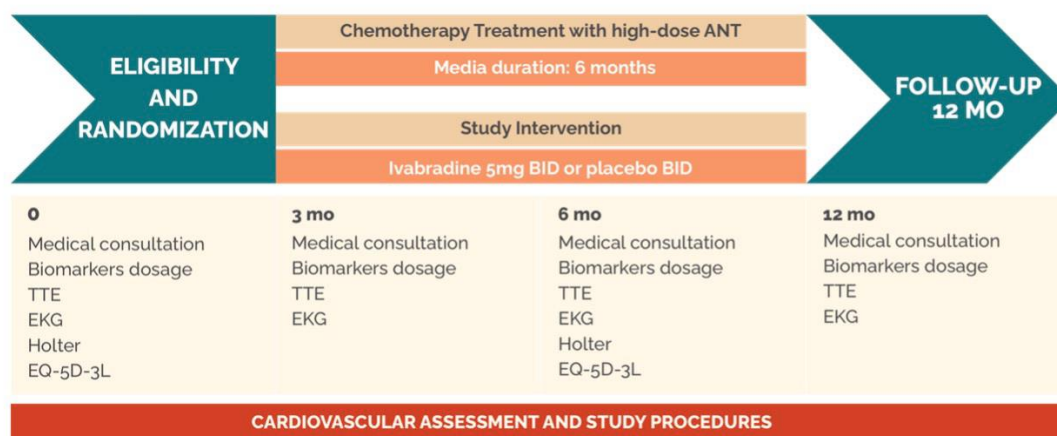 ELIGIBILITY
AND
RANDOMIZATION
Chemotherapy Treatment with high-dose ANT
Media duration: 6 months
Study Intervention
Ivabradine 5mg BID or placebo BID
FOLLOW-UP
12 MO
0
Medical consultation
Biomarkers dosage
TTE
EKG
Holter
EQ-5D-3L
3 mo
Medical consultation
Biomarkers dosage
TTE
EKG
6 mo
Medical consultation
Biomarkers dosage
TTE
EKG
Holter
EQ-5D-3L
12 mo
Medical consultation
Biomarkers dosage
TTE
EKG
CARDIOVASCULAR ASSESSMENT AND STUDY PROCEDURES